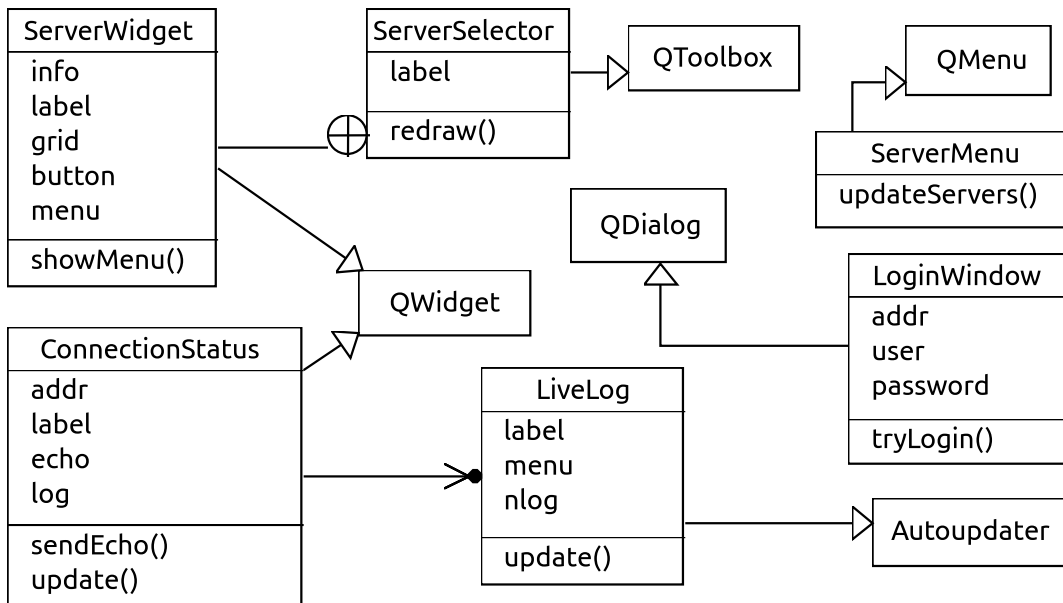 ServerWidget
info
label
grid
button
menu
showMenu()
ServerSelector
label
redraw()
QToolbox
QMenu
ServerMenu
updateServers()
QDialog
QWidget
LoginWindow
addr
user
password
tryLogin()
ConnectionStatus
addr
label
echo
log
sendEcho()
update()
LiveLog
label
menu
nlog
update()
Autoupdater